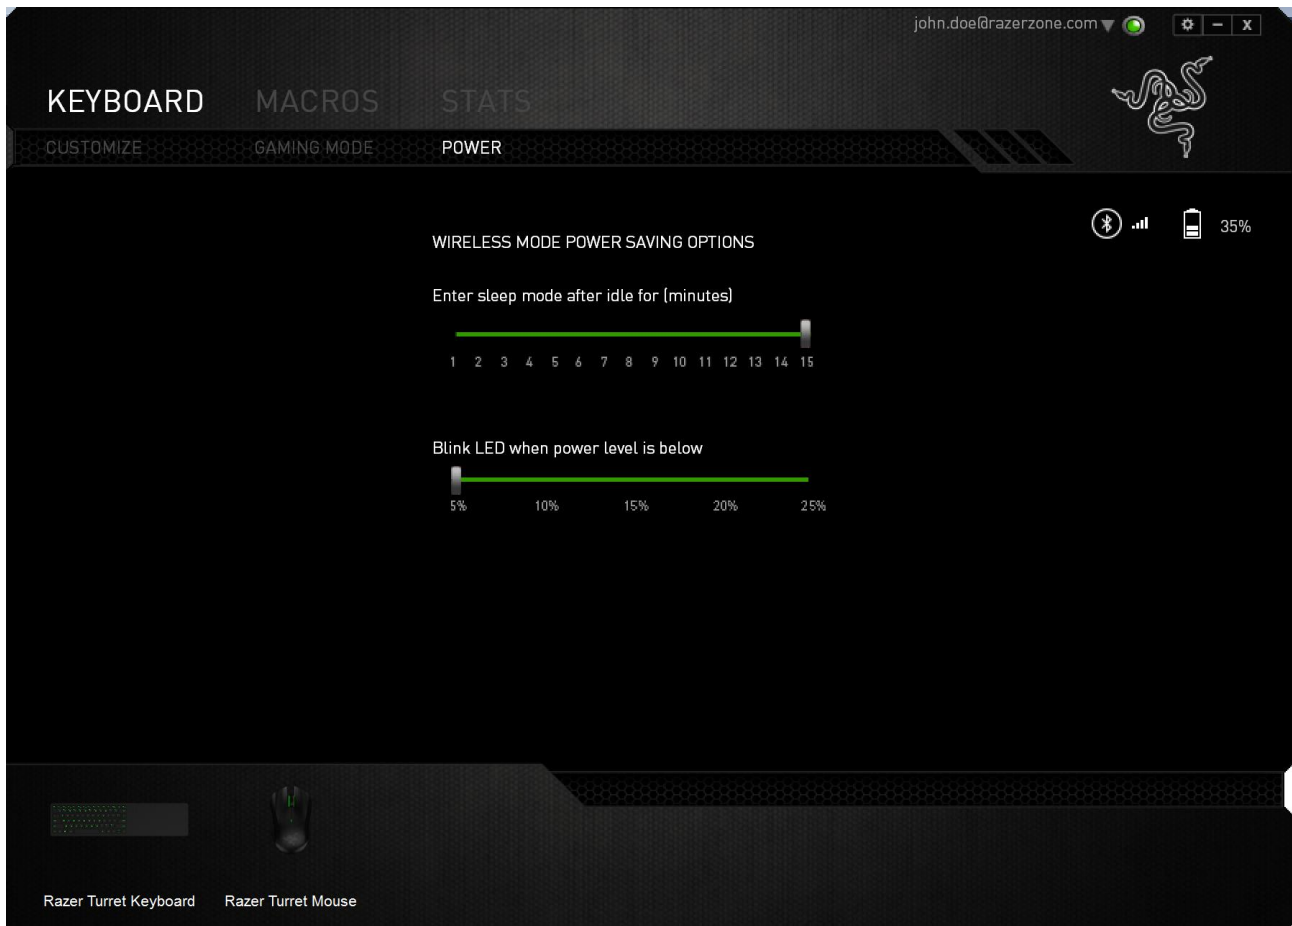 john.doe@razerzone.com
X
KEYBOARD MACROS STATS
CUSTOMIZE GAMING MODE POWER
35%
WIRELESS MODE POWER SAVING OPTIONS
Enter sleep mode after idle for (minutes)
1 2 3 4 5 6 7 8 9 10 11 12 13 14 15
Blink LED when power level is below
5% 10% 15% 20% 25%
Razer Turret Keyboard Razer Turret Mouse